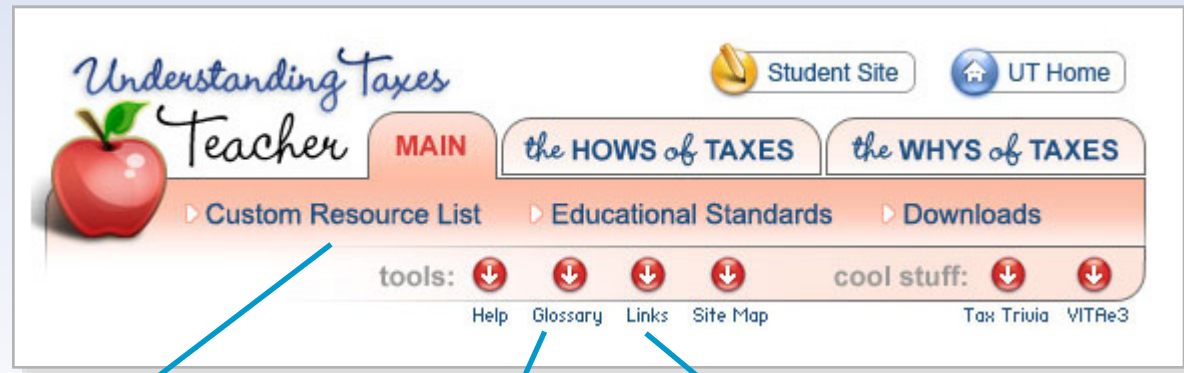 Understanding Taxes
Teacher
Student Site
UT Home
MAIN
the HOWS of TAXES
the WHYS of TAXES
Custom Resource List
Educational Standards
Downloads
tools:
cool stuff:
Help
Glossary
Links
Site Map
Tax Trivia
VITAe3